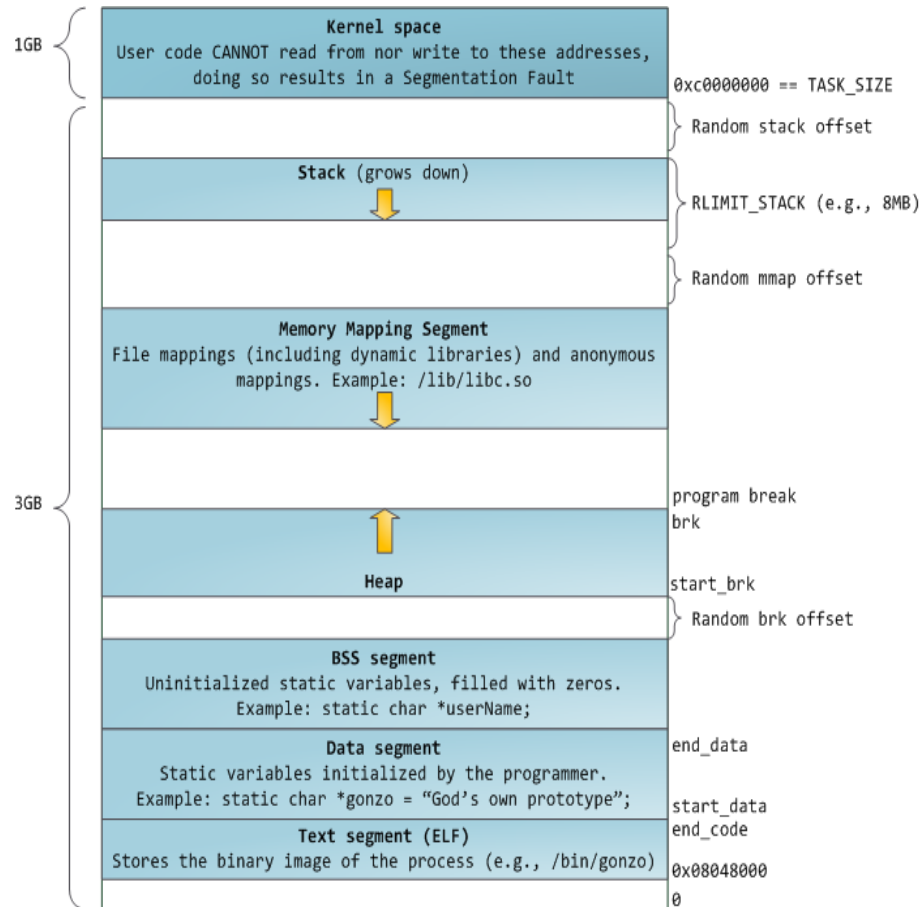 Kernel space
1GB
User code CANNOT read from nor write to these addresses,
doing so results in a Segmentation Fault
0xc0000000 == TASK_SIZE
Random stack offset
Stack (grows down)
RLIMIT_STACK (e.g., 8MB)
Random mmap offset
Memory Mapping Segment
File mappings (including dynamic libraries) and anonymous
mappings. Example: /lib/libc.so
3GB
program break
brk
Heap
start_brk
Random brk offset
BSS segment
Uninitialized static variables, filled with zeros.
Example: static char *userName;
Data segment
end_data
Static variables initialized by the programmer.
Example: static char *gonzo = “God’s own prototype”;
start_data
end_code
Text segment (ELF)
Stores the binary image of the process (e.g., /bin/gonzo)
0x08048000
0